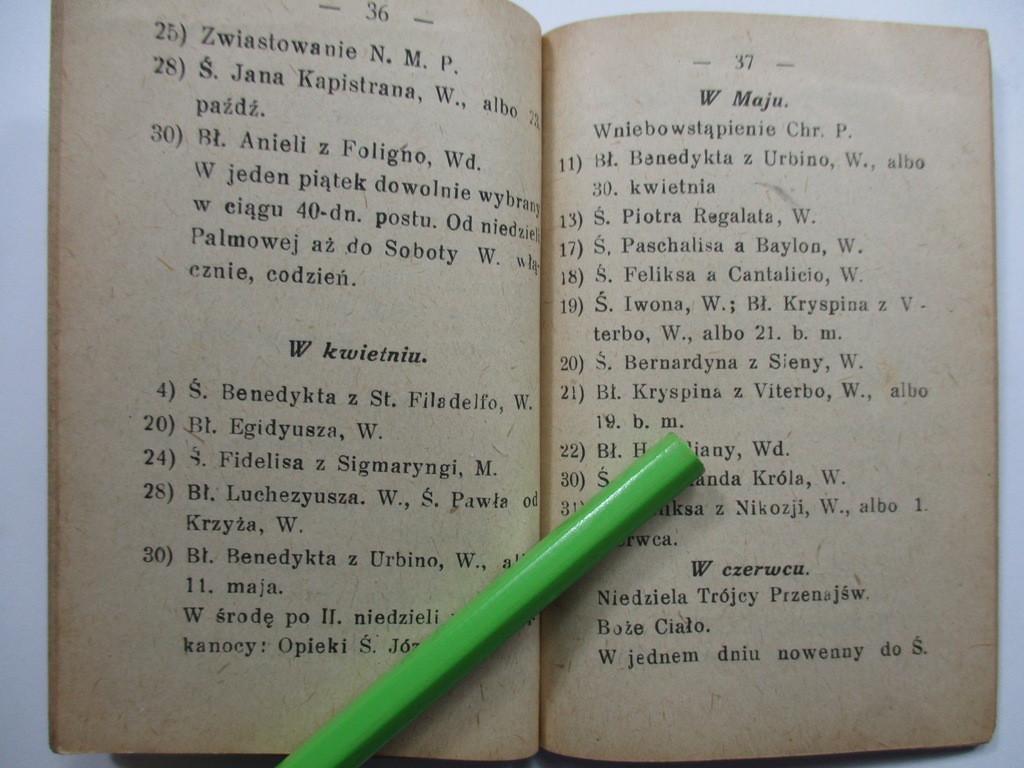 — 36 —
25) Zwiastowanie N. M. P.
28) Ś. Jana Kapistrana, W., albo 23.
paźdź.
30) Bł. Anieli z Foligno, Wd.
W jeden piątek dowolnie wybrany
w ciągu 40-dn. postu. Od niedzieli
Palmowej aż do Soboty W. włą-
cznie, codzień.
W kwietniu.
4) Ś. Benedykta z St. Filadelfo, W.
20) Bł. Egidyusza, W.
24) Ś. Fidelisa z Sigmaryngi, M.
28) Bł. Luchezyusza. W., Ś. Pawła od
Krzyża, W.
30) Bł. Benedykta z Urbino, W.,
11. maja.
W środę po II. niedzieli
kanocy: Opieki Ś.
— 37 —
W Maju.
Wniebowstąpienie Chr. P.
11) Bł. Benedykta z Urbino, W., albo
30. kwietnia
13) Ś. Piotra Regalata, W.
17) Ś, Paschalisa a Baylon, W.
18) Ś. Feliksa a Cantalicio, W.
19) Ś. Iwona, W.; Bł. Kryspina z V -
terbo, W., albo 21. b. m.
20) Ś. Bernardyna z Sieny, W.
21) Bł. Kryspina z Viterbo, W., albo
19. b. m.
22) Bł. Wd.
30) Ś. Króla, W.
31) z Nikozji, W., albo 1.
W czerwcu.
Niedziela Trójcy Przenajśw.
Boże Ciało.
W jednem dniu nowenny do Ś.